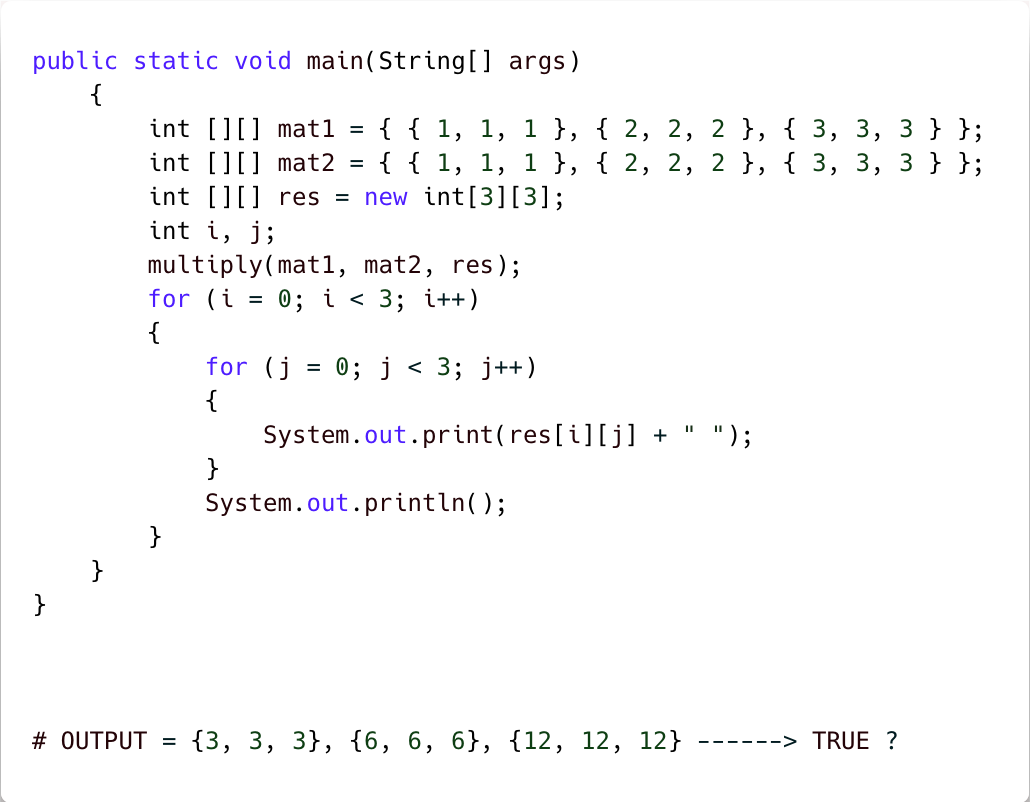 public static void main(String[] args)
    {
        int [][] mat1 = { { 1, 1, 1 }, { 2, 2, 2 }, { 3, 3, 3 } };
        int [][] mat2 = { { 1, 1, 1 }, { 2, 2, 2 }, { 3, 3, 3 } };
        int [][] res = new int[3][3];
        int i, j;
        multiply(mat1, mat2, res);
        for (i = 0; i < 3; i++)
        {
            for (j = 0; j < 3; j++)
            {
                System.out.print(res[i][j] + " ");
            }
            System.out.println();
        }
    }
}
# OUTPUT = {3, 3, 3}, {6, 6, 6}, {12, 12, 12} ------> TRUE ?